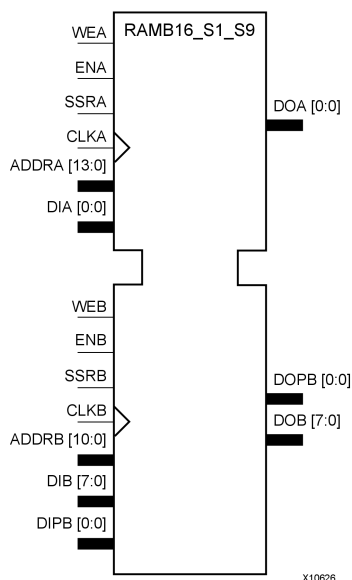 RAMB16_S1_S9
WEA
ENA
SSRA
CLKA
ADDRA [13:0]
DIA [0:0]
DOA [0:0]
WEB
ENB
SSRB
CLKB
ADDRB [10:0]
DIB [7:0]
DIPB [0:0]
DOPB [0:0]
DOB [7:0]
X10626